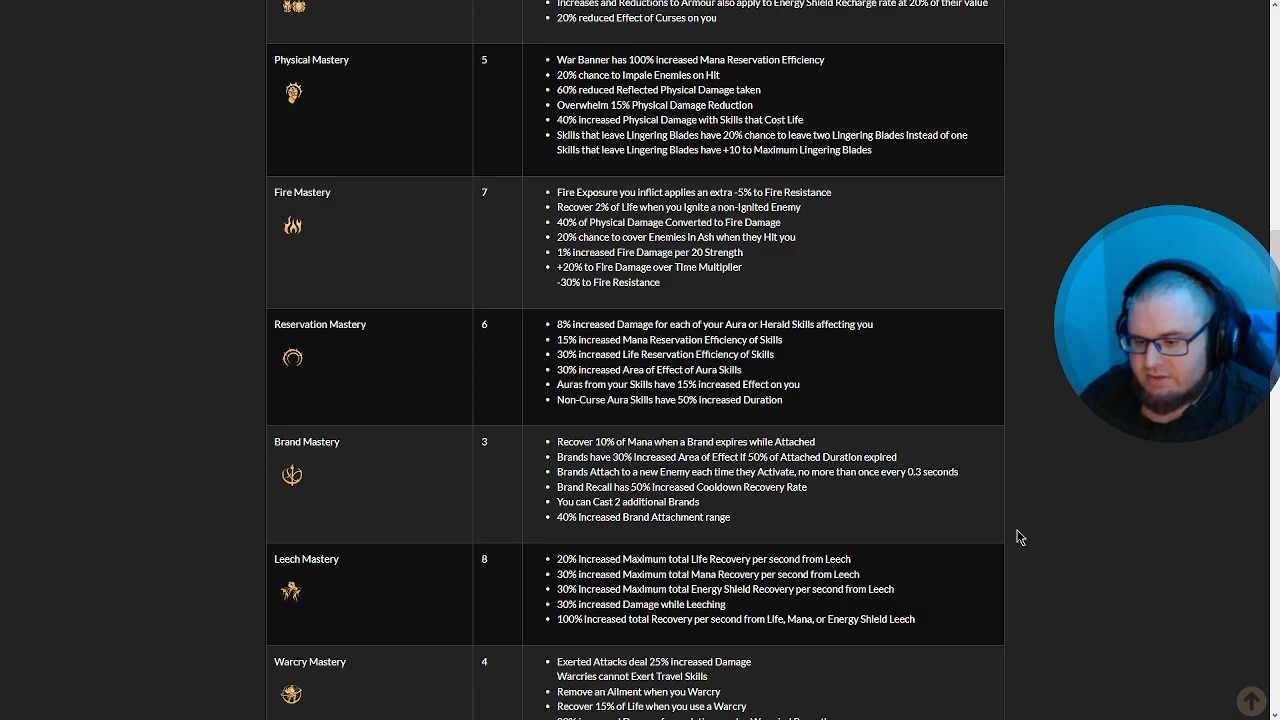 Increases and Reductions to Armour also apply to Energy Shield Recharge rate at 20% of their value
20% reduced Effect of Curses on you
Physical Mastery
5
War Banner has 100% increased Mana Reservation Efficiency
20% chance to Impale Enemies on Hit
60% reduced Reflected Physical Damage taken
Overwhelm 15% Physical Damage Reduction
40% increased Physical Damage with Skills that Cost Life
Skills that leave Lingering Blades have 20% chance to leave two Lingering Blades instead of one
Skills that leave Lingering Blades have +10 to Maximum Lingering Blades
Fire Mastery
7
Fire Exposure you inflict applies an extra -5% to Fire Resistance
Recover 2% of Life when you Ignite a non-Ignited Enemy
40% of Physical Damage Converted to Fire Damage
20% chance to cover Enemies in Ash when they Hit you
1% increased Fire Damage per 20 Strength
+20% to Fire Damage over Time Multiplier
-30% to Fire Resistance
Reservation Mastery
6
8% increased Damage for each of your Aura or Herald Skills affecting you
15% increased Mana Reservation Efficiency of Skills
30% increased Life Reservation Efficiency of Skills
30% increased Area of Effect of Aura Skills
Auras from your Skills have 15% increased Effect on you
Non-Curse Aura Skills have 50% increased Duration
Brand Mastery
3
Recover 10% of Mana when a Brand expires while Attached
Brands have 30% increased Area of Effect if 50% of Attached Duration expired
Brands Attach to a new Enemy each time they Activate, no more than once every 0.3 seconds
Brand Recall has 50% increased Cooldown Recovery Rate
You can Cast 2 additional Brands
40% increased Brand Attachment range
Leech Mastery
8
20% increased Maximum total Life Recovery per second from Leech
30% increased Maximum total Mana Recovery per second from Leech
30% increased Maximum total Energy Shield Recovery per second from Leech
30% increased Damage while Leeching
100% increased total Recovery per second from Life, Mana, or Energy Shield Leech
Warcry Mastery
4
Exerted Attacks deal 25% increased Damage
Warcries cannot Exert Travel Skills
Remove an Ailment when you Warcry
Recover 15% of Life when you use a Warcry